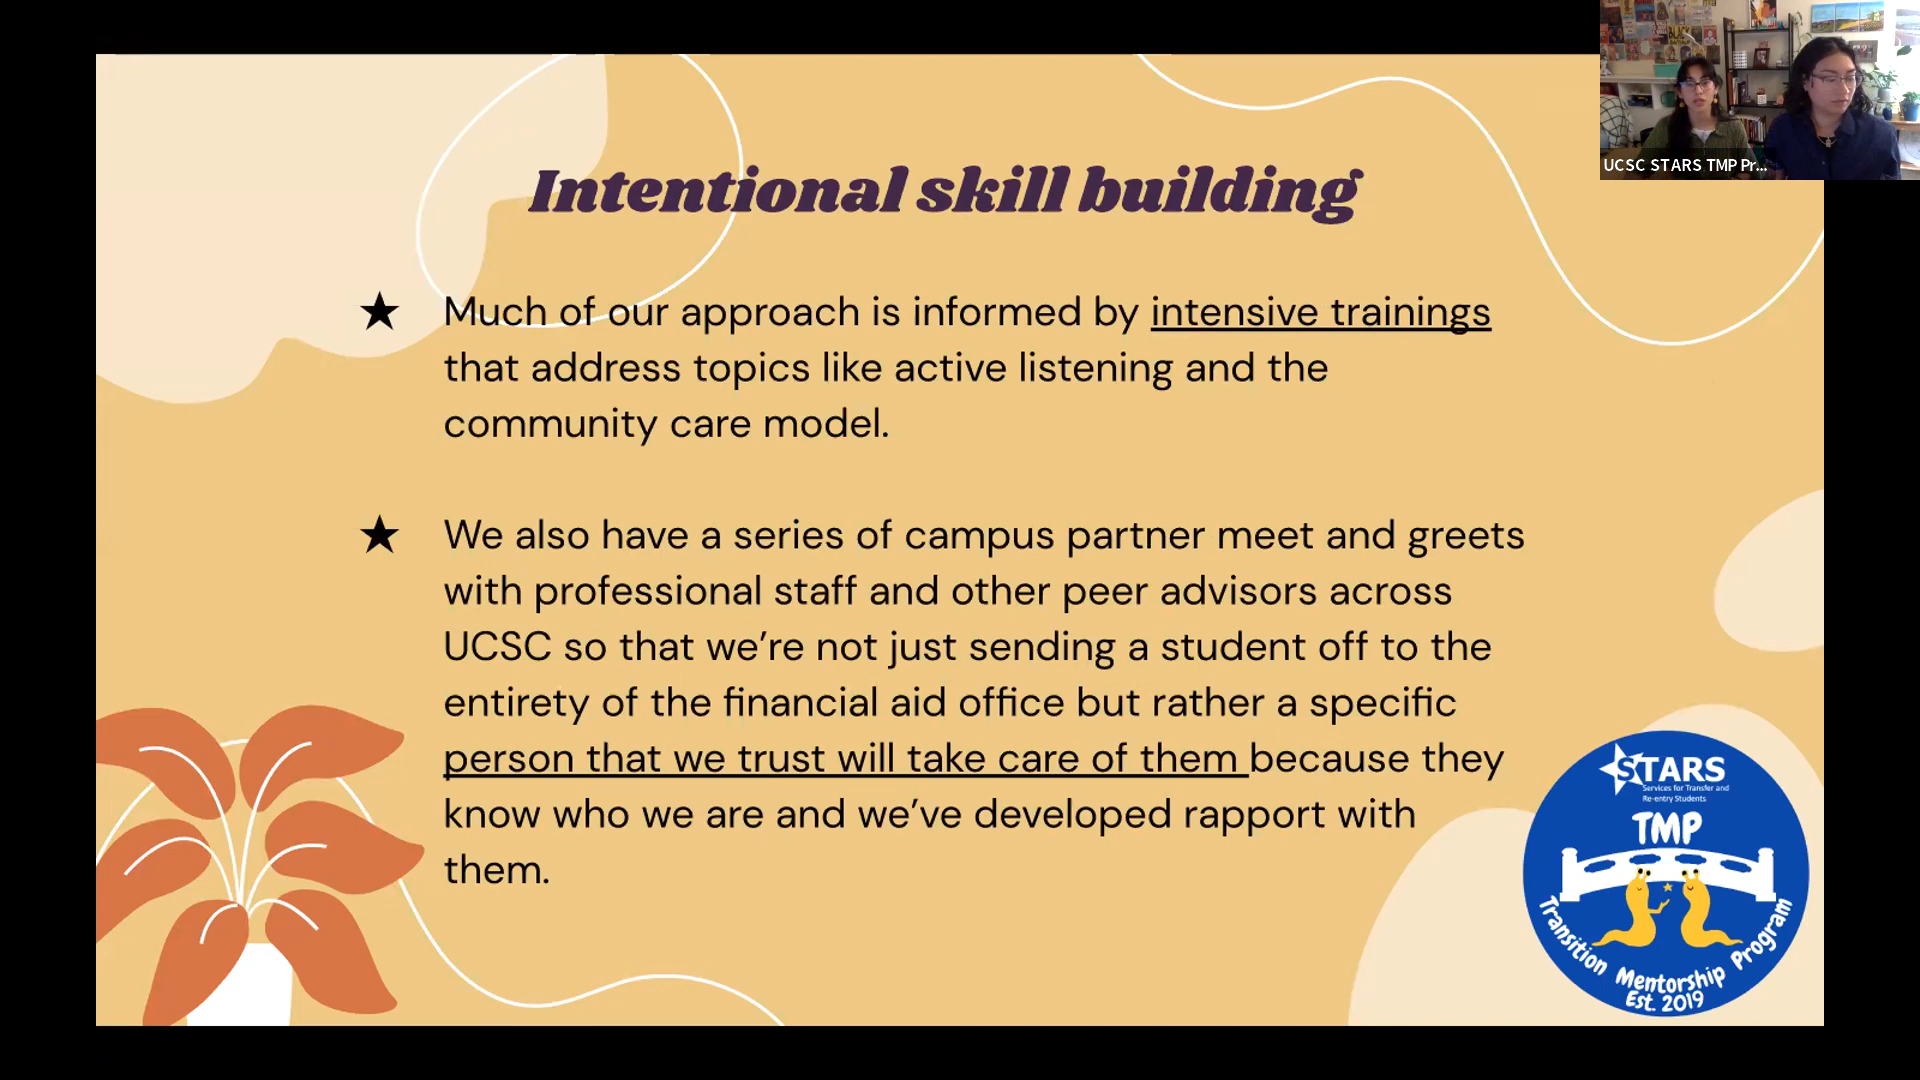 UCSC STARS TMP Pr...
Intentional skill building
★ Much of our approach is informed by intensive trainings
that address topics like active listening and the
community care model.
★ We also have a series of campus partner meet and greets
with professional staff and other peer advisors across
UCSC so that we’re not just sending a student off to the
entirety of the financial aid office but rather a specific
person that we trust will take care of them because they
know who we are and we’ve developed rapport with
them.
STARS
Services for Transfer and
Re-entry Students
TMP
Transition Mentorship Program
Est. 2019